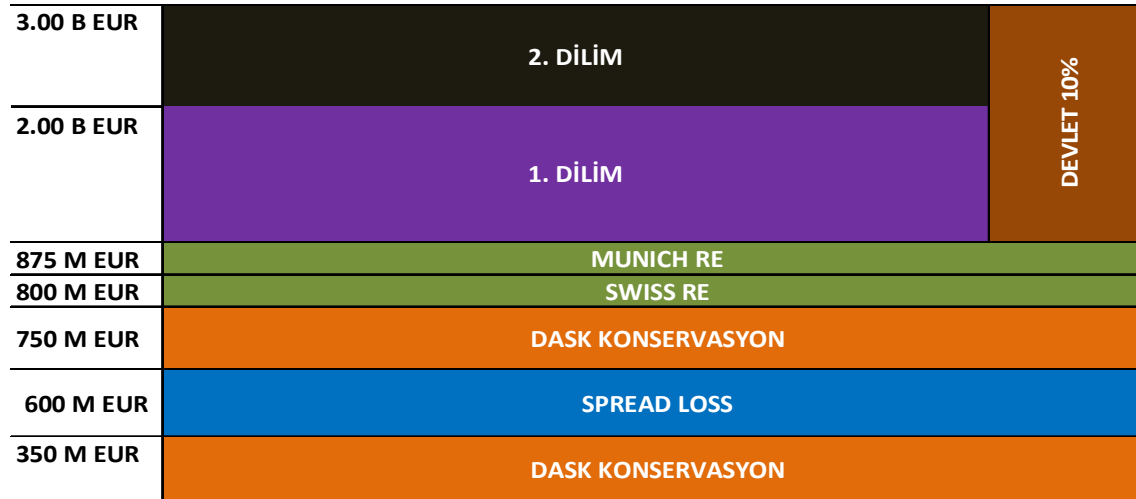 3.00 B EUR
2. DİLİM
DEVLET 10%
2.00 B EUR
1. DİLİM
875 M EUR
MUNICH RE
800 M EUR
SWISS RE
750 M EUR
DASK KONSERVASYON
600 M EUR
SPREAD LOSS
350 M EUR
DASK KONSERVASYON